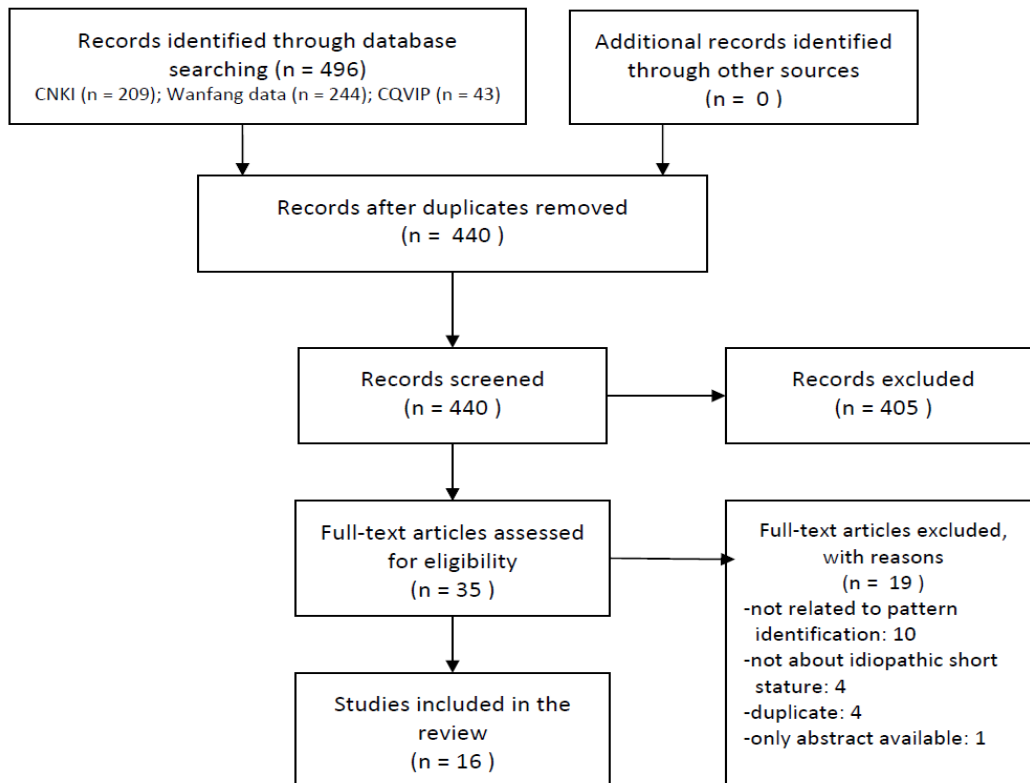 Records identified through database
searching (n = 496)
CNKI (n = 209); Wanfang data (n = 244); CQVIP (n = 43)
Additional records identified
through other sources
(n = 0 )
Records after duplicates removed
(n = 440 )
Records screened
(n = 440 )
Records excluded
(n = 405 )
Full-text articles assessed
for eligibility
(n = 35 )
Full-text articles excluded,
with reasons
(n = 19 )
-not related to pattern
identification: 10
-not about idiopathic short
stature: 4
-duplicate: 4
-only abstract available: 1
Studies included in the
review
(n = 16 )